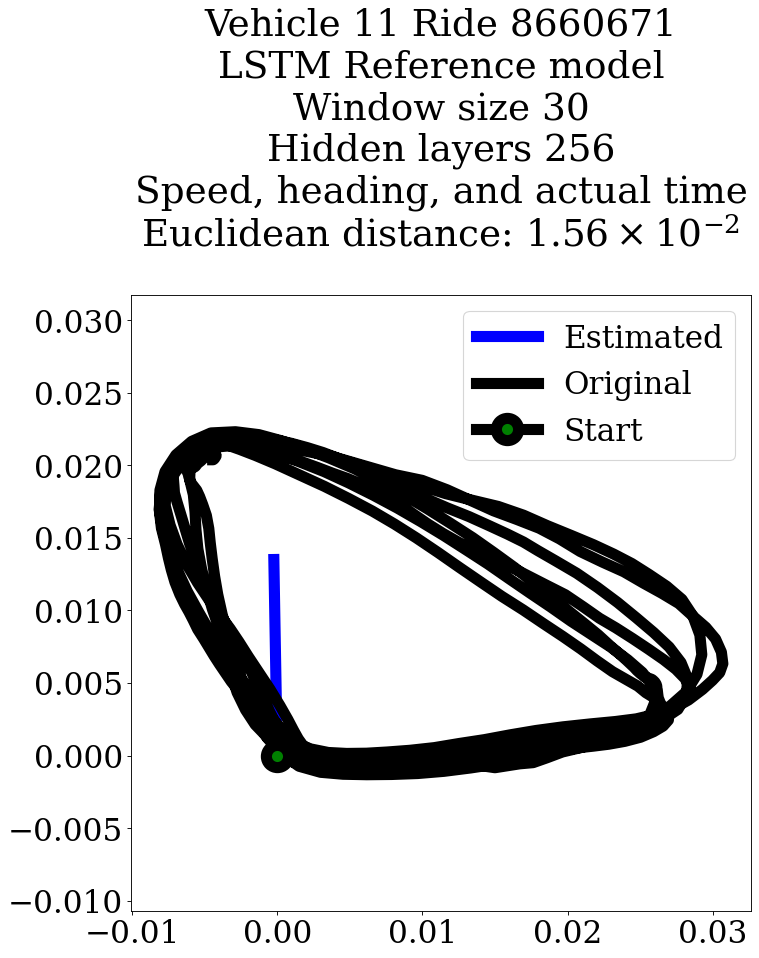 Vehicle 11 Ride 8660671
LSTM Reference model
Window size 30
Hidden layers 256
Speed, heading, and actual time
Euclidean distance: 1.56 × 10⁻²
Estimated
Original
Start
0.030
0.025
0.020
0.015
0.010
0.005
0.000
−0.005
−0.010
−0.01 0.00 0.01 0.02 0.03